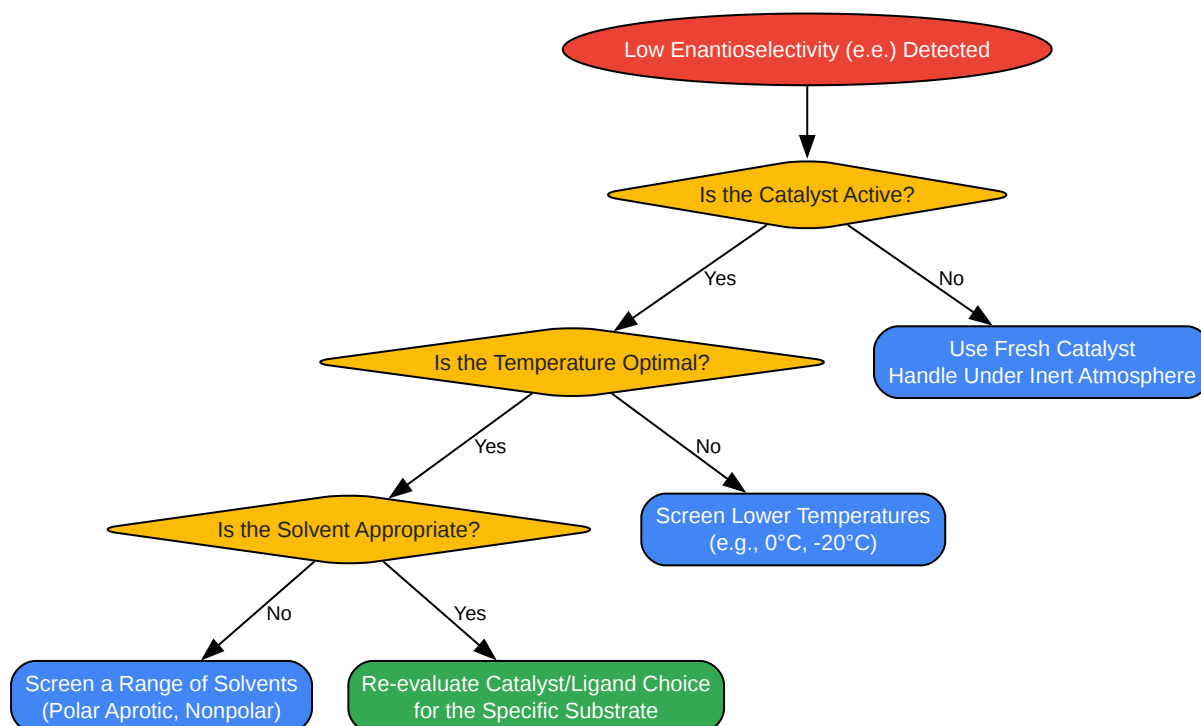 Low Enantioselectivity (e.e.) Detected
Is the Catalyst Active?
Yes
No
Is the Temperature Optimal?
Use Fresh Catalyst
Handle Under Inert Atmosphere
Yes
No
Is the Solvent Appropriate?
Screen Lower Temperatures
(e.g., 0°C, -20°C)
No
Yes
Screen a Range of Solvents
(Polar Aprotic, Nonpolar)
Re-evaluate Catalyst/Ligand Choice
for the Specific Substrate